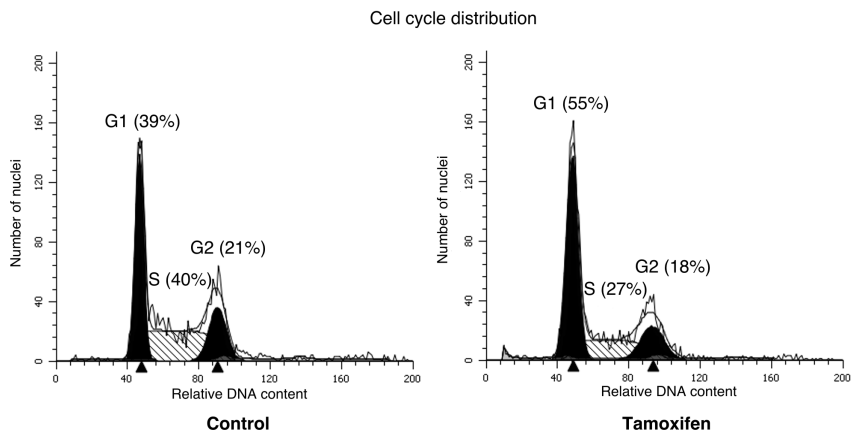 Cell cycle distribution
Number of nuclei
200
160
120
80
40
0
G1 (39%)
S (40%)
G2 (21%)
0 40 80 120 160 200
Relative DNA content
Control
Number of nuclei
200
160
120
80
40
0
G1 (55%)
S (27%)
G2 (18%)
0 40 80 120 160 200
Relative DNA content
Tamoxifen